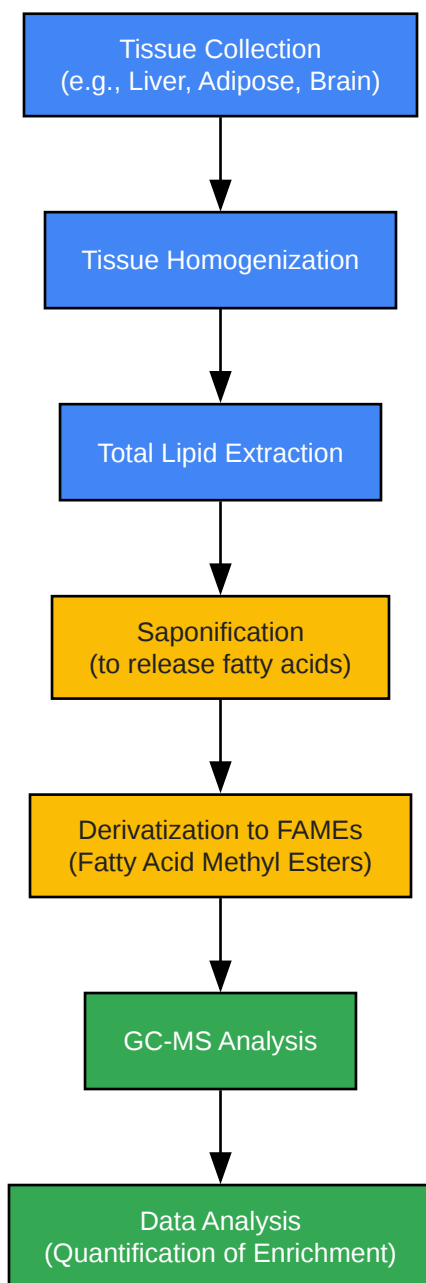 Tissue Collection
(e.g., Liver, Adipose, Brain)
Tissue Homogenization
Total Lipid Extraction
Saponification
(to release fatty acids)
Derivatization to FAMEs
(Fatty Acid Methyl Esters)
GC-MS Analysis
Data Analysis
(Quantification of Enrichment)